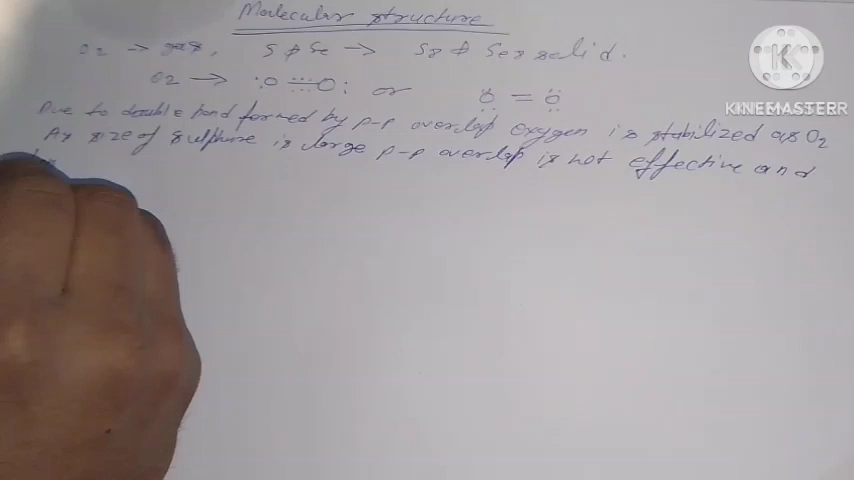 Molecular structure
O2 → gas, S & Se → S8 & Se8 solid.
O2 → :O O: or O = O
Due to double bond formed by p-p overlap oxygen is stabilized as O2
As size of sulphure is large p-p overlap is not effective and
KINEMASTER